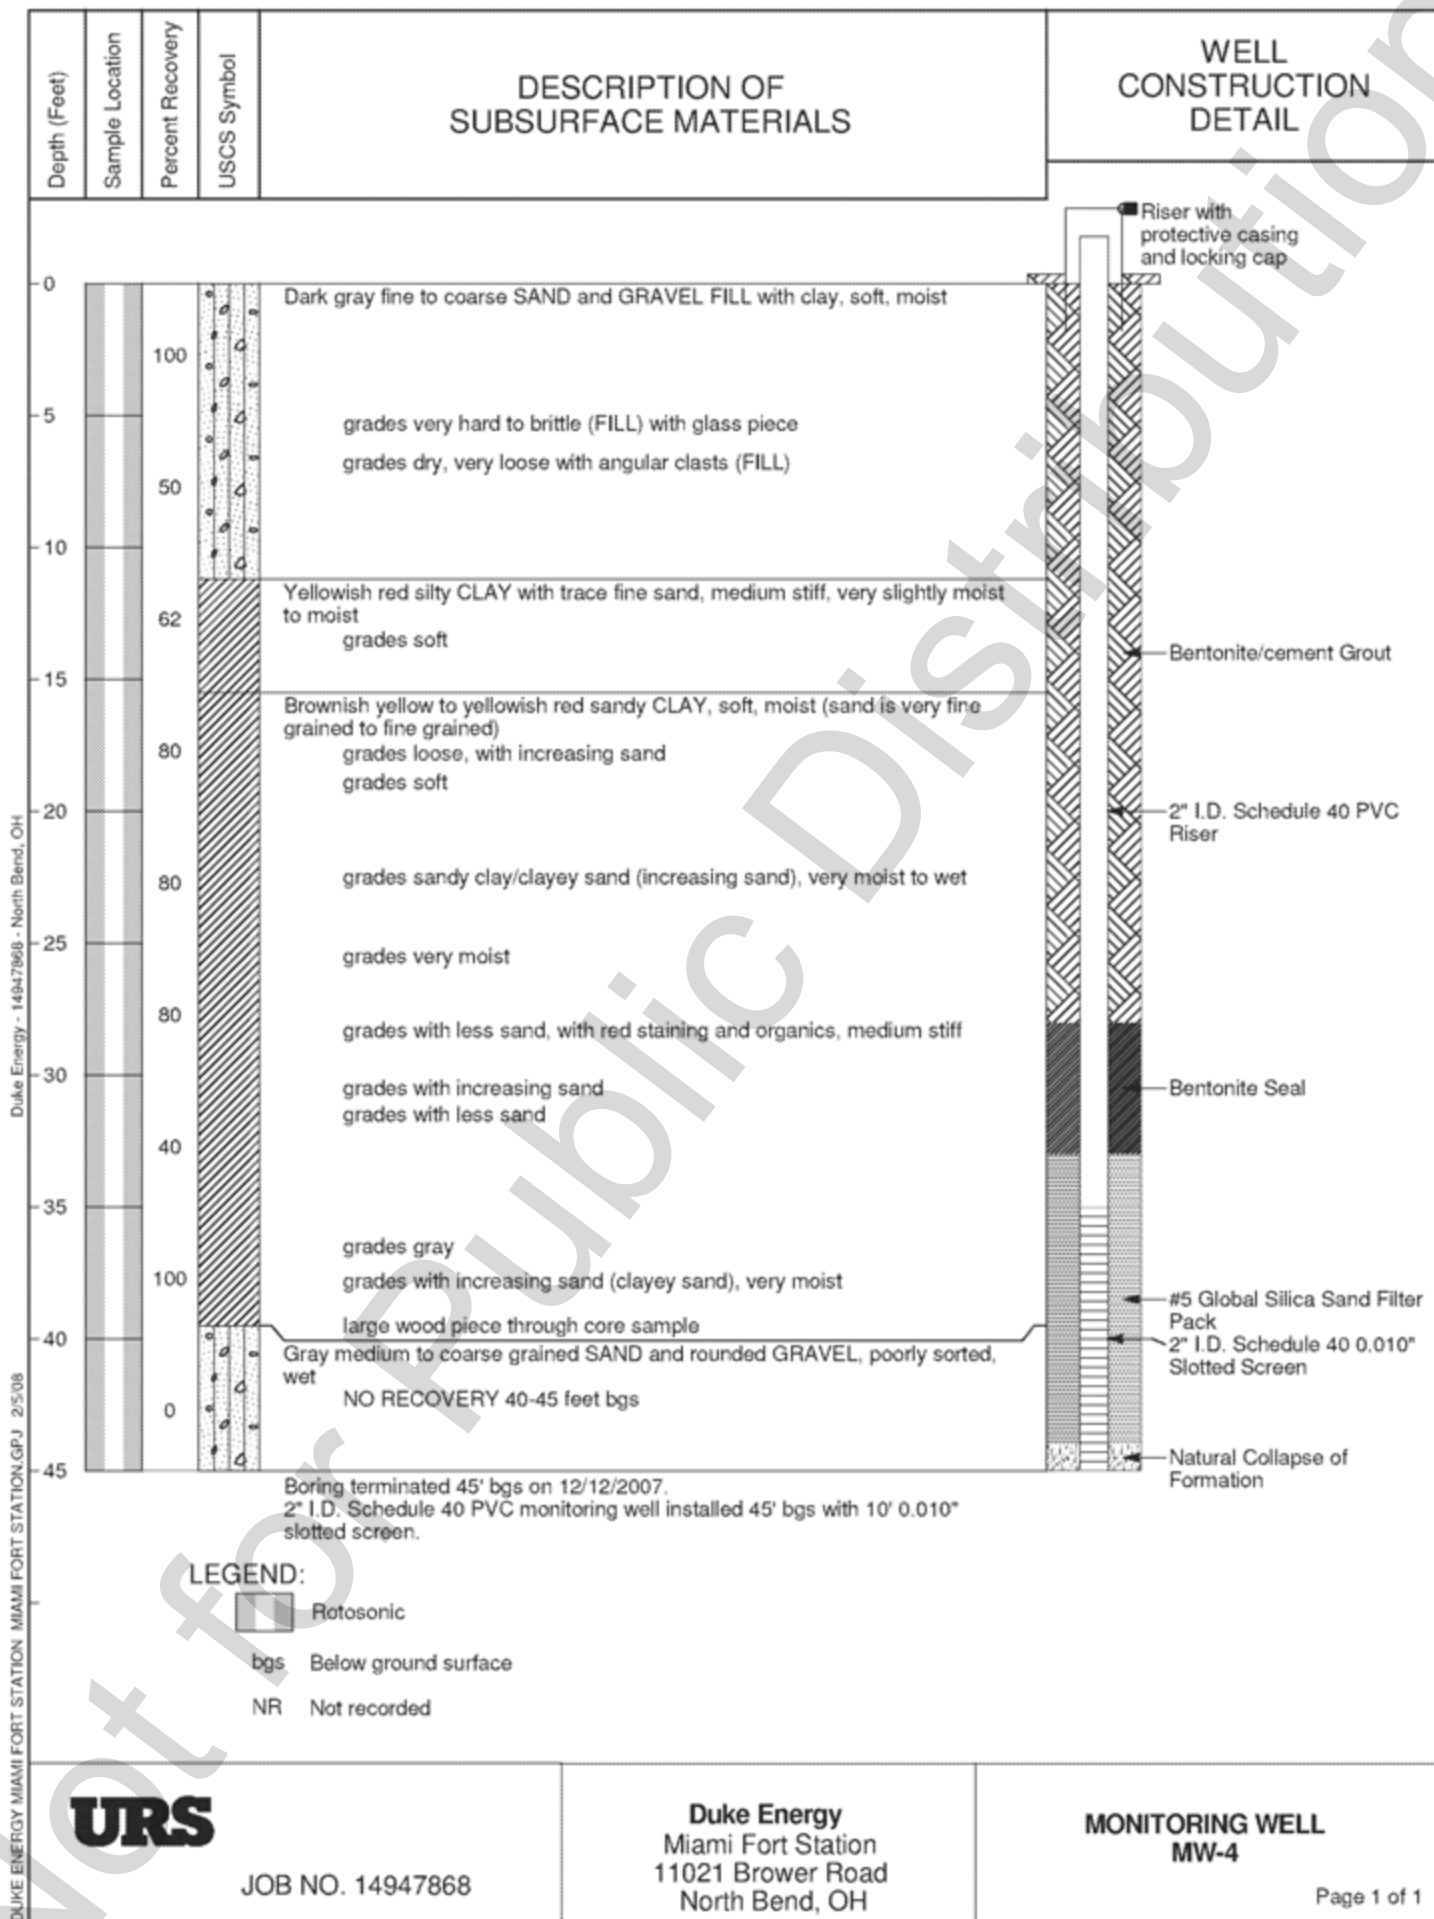 Depth (Feet)
Sample Location
Percent Recovery
USCS Symbol
DESCRIPTION OF
SUBSURFACE MATERIALS
WELL
CONSTRUCTION
DETAIL
Riser with
protective casing
and locking cap
0
Dark gray fine to coarse SAND and GRAVEL FILL with clay, soft, moist
100
5
grades very hard to brittle (FILL) with glass piece
grades dry, very loose with angular clasts (FILL)
50
10
Yellowish red silty CLAY with trace fine sand, medium stiff, very slightly moist
to moist
62
grades soft
Bentonite/cement Grout
15
Brownish yellow to yellowish red sandy CLAY, soft, moist (sand is very fine
grained to fine grained)
80
grades loose, with increasing sand
grades soft
20
2" I.D. Schedule 40 PVC
Riser
80
grades sandy clay/clayey sand (increasing sand), very moist to wet
25
grades very moist
80
grades with less sand, with red staining and organics, medium stiff
30
grades with increasing sand
Bentonite Seal
grades with less sand
40
35
grades gray
100
grades with increasing sand (clayey sand), very moist
#5 Global Silica Sand Filter
Pack
large wood piece through core sample
40
2" I.D. Schedule 40 0.010"
Slotted Screen
Gray medium to coarse grained SAND and rounded GRAVEL, poorly sorted,
wet
NO RECOVERY 40-45 feet bgs
0
Natural Collapse of
Formation
45
Boring terminated 45' bgs on 12/12/2007.
2" I.D. Schedule 40 PVC monitoring well installed 45' bgs with 10' 0.010"
slotted screen.
LEGEND:
Rotosonic
bgs Below ground surface
NR Not recorded
DUKE ENERGY MIAMI FORT STATION MIAMI FORT STATION.GPJ 2/5/08
Duke Energy - 14947868 - North Bend, OH
URS
JOB NO. 14947868
Duke Energy
Miami Fort Station
11021 Brower Road
North Bend, OH
MONITORING WELL
MW-4
Page 1 of 1
Not for Public Distribution